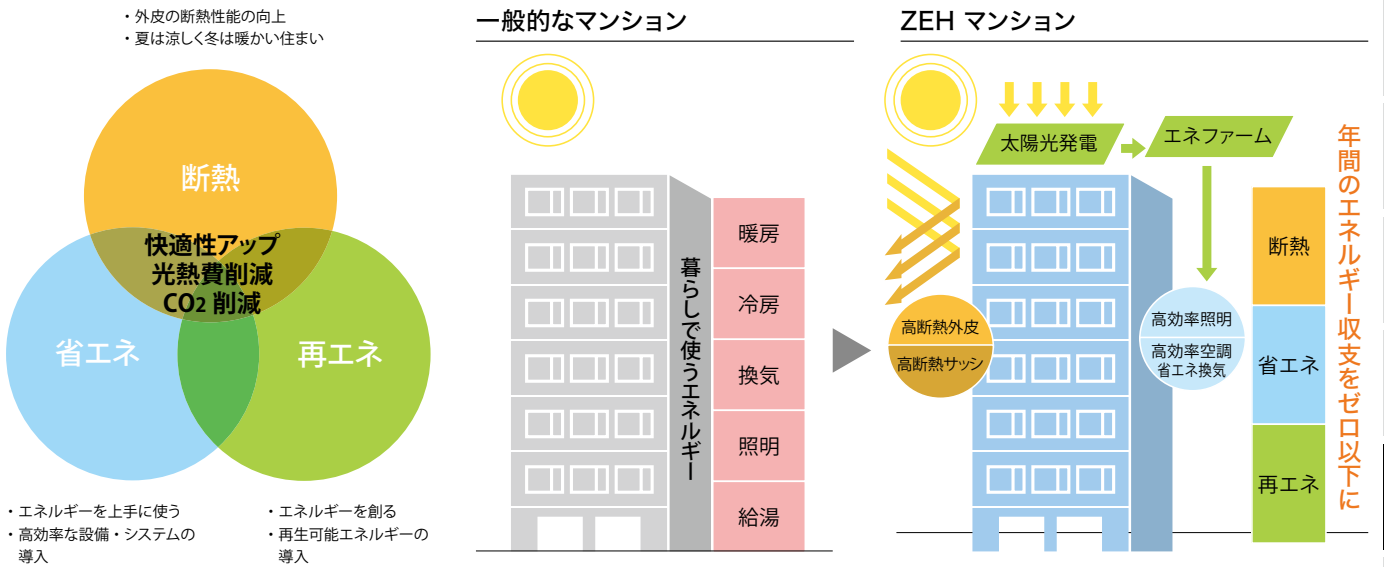 ・外皮の断熱性能の向上
・夏は涼しく冬は暖かい住まい
断熱
快適性アップ
光熱費削減
CO2 削減
省エネ
再エネ
・エネルギーを上手に使う
・高効率な設備・システムの
導入
・エネルギーを創る
・再生可能エネルギーの
導入
一般的なマンション
暮らしで使うエネルギー
暖房
冷房
換気
照明
給湯
ZEH マンション
太陽光発電
エネファーム
高断熱外皮
高断熱サッシ
高効率照明
高効率空調
省エネ換気
断熱
省エネ
再エネ
年間のエネルギー収支をゼロ以下に